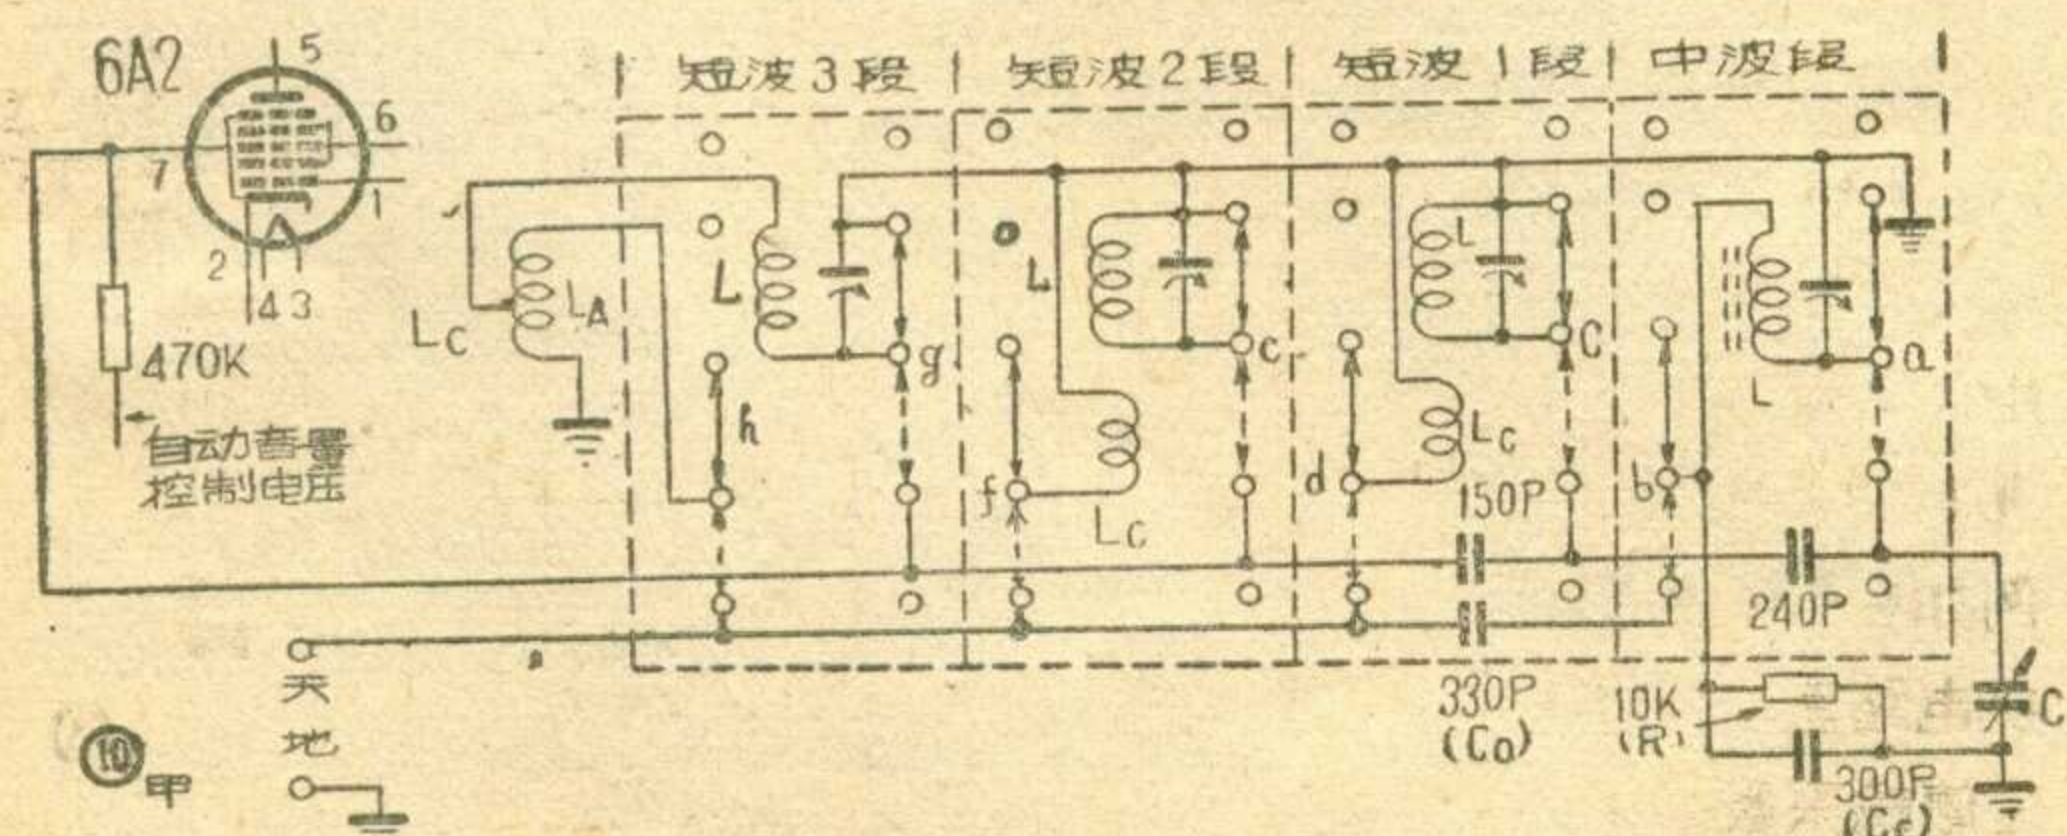 6A2
5
6
7
1
2
4 3
470K
自动音量
控制电压
短波3段
短波2段
短波1段
中波段
LC
LA
L
g
h
L
c
f
LC
L
C
d
LC
150P
L
a
b
240P
330P
(Co)
10K
(R)
300P
(Cc)
C
天
地
10
甲